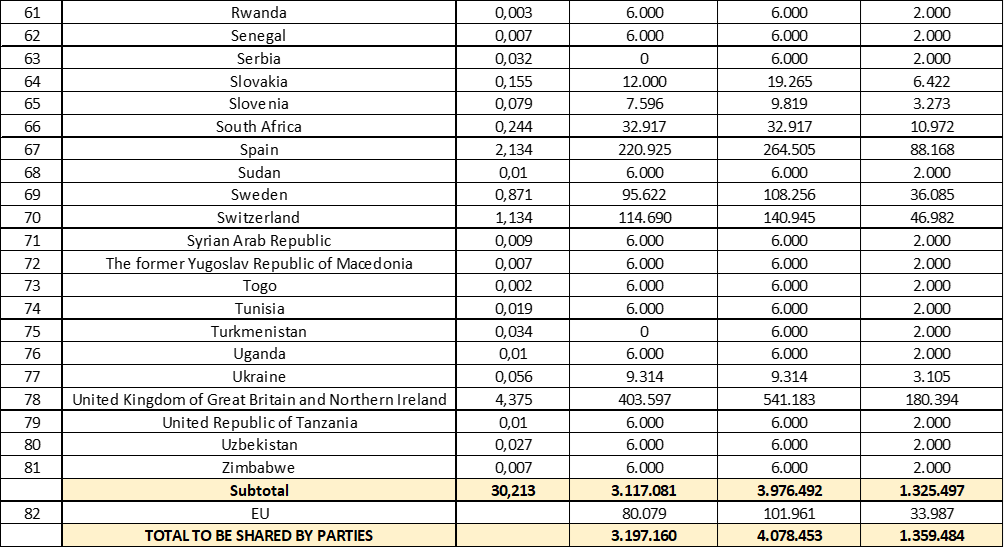 61 Rwanda 0,003 6.000 6.000 2.000
62 Senegal 0,007 6.000 6.000 2.000
63 Serbia 0,032 0 6.000 2.000
64 Slovakia 0,155 12.000 19.265 6.422
65 Slovenia 0,079 7.596 9.819 3.273
66 South Africa 0,244 32.917 32.917 10.972
67 Spain 2,134 220.925 264.505 88.168
68 Sudan 0,01 6.000 6.000 2.000
69 Sweden 0,871 95.622 108.256 36.085
70 Switzerland 1,134 114.690 140.945 46.982
71 Syrian Arab Republic 0,009 6.000 6.000 2.000
72 The former Yugoslav Republic of Macedonia 0,007 6.000 6.000 2.000
73 Togo 0,002 6.000 6.000 2.000
74 Tunisia 0,019 6.000 6.000 2.000
75 Turkmenistan 0,034 0 6.000 2.000
76 Uganda 0,01 6.000 6.000 2.000
77 Ukraine 0,056 9.314 9.314 3.105
78 United Kingdom of Great Britain and Northern Ireland 4,375 403.597 541.183 180.394
79 United Republic of Tanzania 0,01 6.000 6.000 2.000
80 Uzbekistan 0,027 6.000 6.000 2.000
81 Zimbabwe 0,007 6.000 6.000 2.000
Subtotal 30,213 3.117.081 3.976.492 1.325.497
82 EU 80.079 101.961 33.987
TOTAL TO BE SHARED BY PARTIES 3.197.160 4.078.453 1.359.484